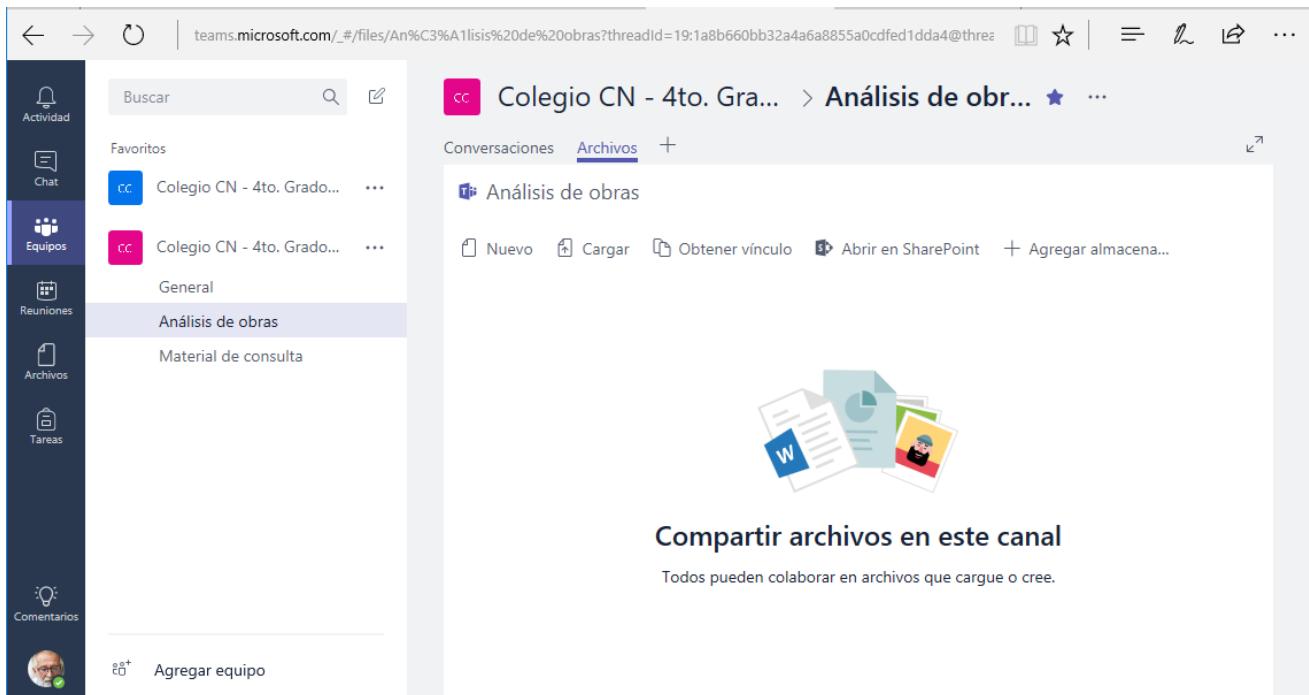 teams.microsoft.com/_#/files/An%C3%A1lisis%20de%20obras?threadId=19:1a8b660bb32a4a6a8855a0cdfed1dda4@threa
Actividad
Chat
Equipos
Reuniones
Archivos
Tareas
Comentarios
Buscar
Favoritos
CC Colegio CN - 4to. Grado... ...
CC Colegio CN - 4to. Grado... ...
General
Análisis de obras
Material de consulta
Agregar equipo
CC Colegio CN - 4to. Gra... > Análisis de obr... ...
Conversaciones Archivos +
Análisis de obras
Nuevo Cargar Obtener vínculo Abrir en SharePoint + Agregar almacena...
W
Compartir archivos en este canal
Todos pueden colaborar en archivos que cargue o cree.